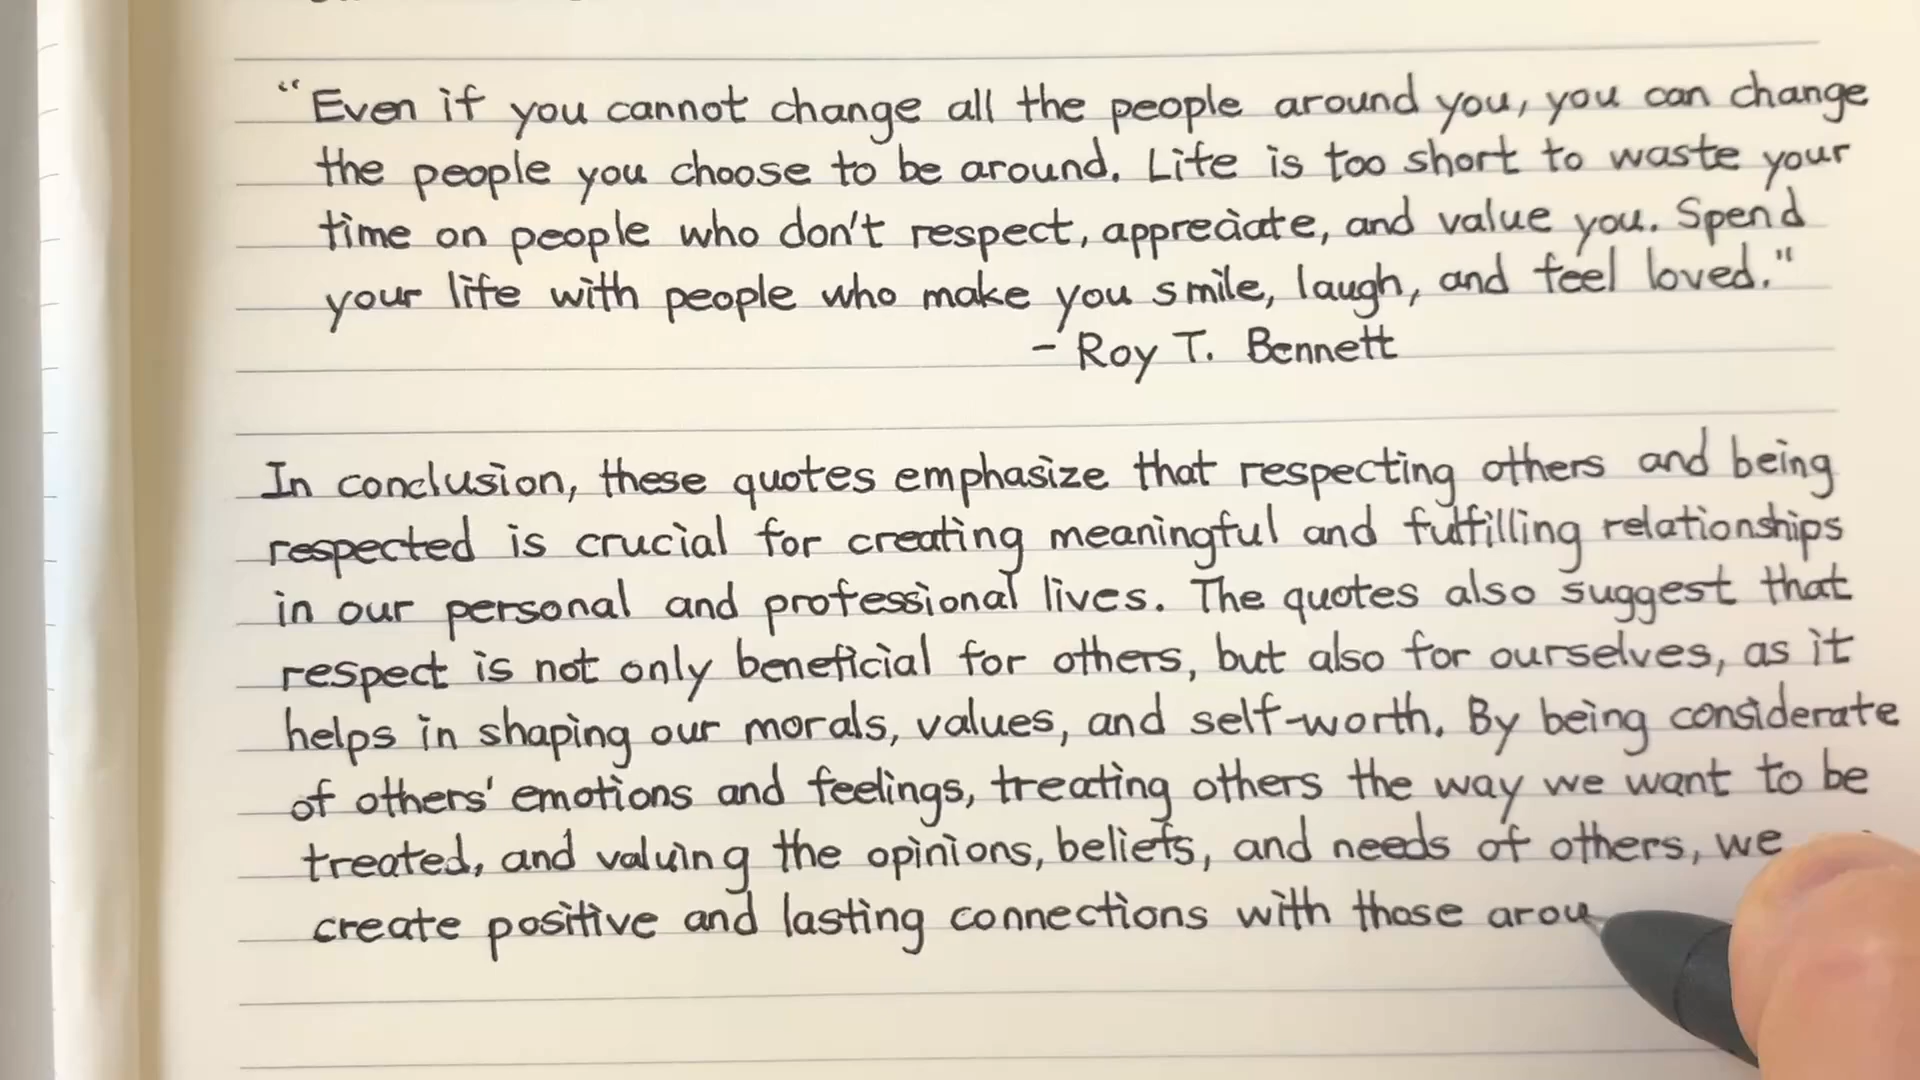 “Even if you cannot change all the people around you, you can change
the people you choose to be around. Life is too short to waste your
time on people who don't respect, appreciate, and value you. Spend
your life with people who make you smile, laugh, and feel loved."
- Roy T. Bennett
In conclusion, these quotes emphasize that respecting others and being
respected is crucial for creating meaningful and fulfilling relationships
in our personal and professional lives. The quotes also suggest that
respect is not only beneficial for others, but also for ourselves, as it
helps in shaping our morals, values, and self-worth. By being considerate
of others' emotions and feelings, treating others the way we want to be
treated, and valuing the opinions, beliefs, and needs of others, we
create positive and lasting connections with those arou